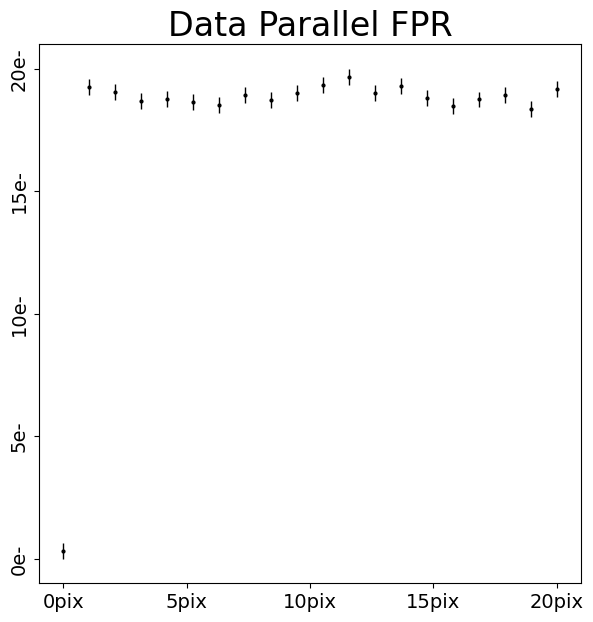 Data Parallel FPR
20e-
15e-
10e-
5e-
0e-
0pix 5pix 10pix 15pix 20pix